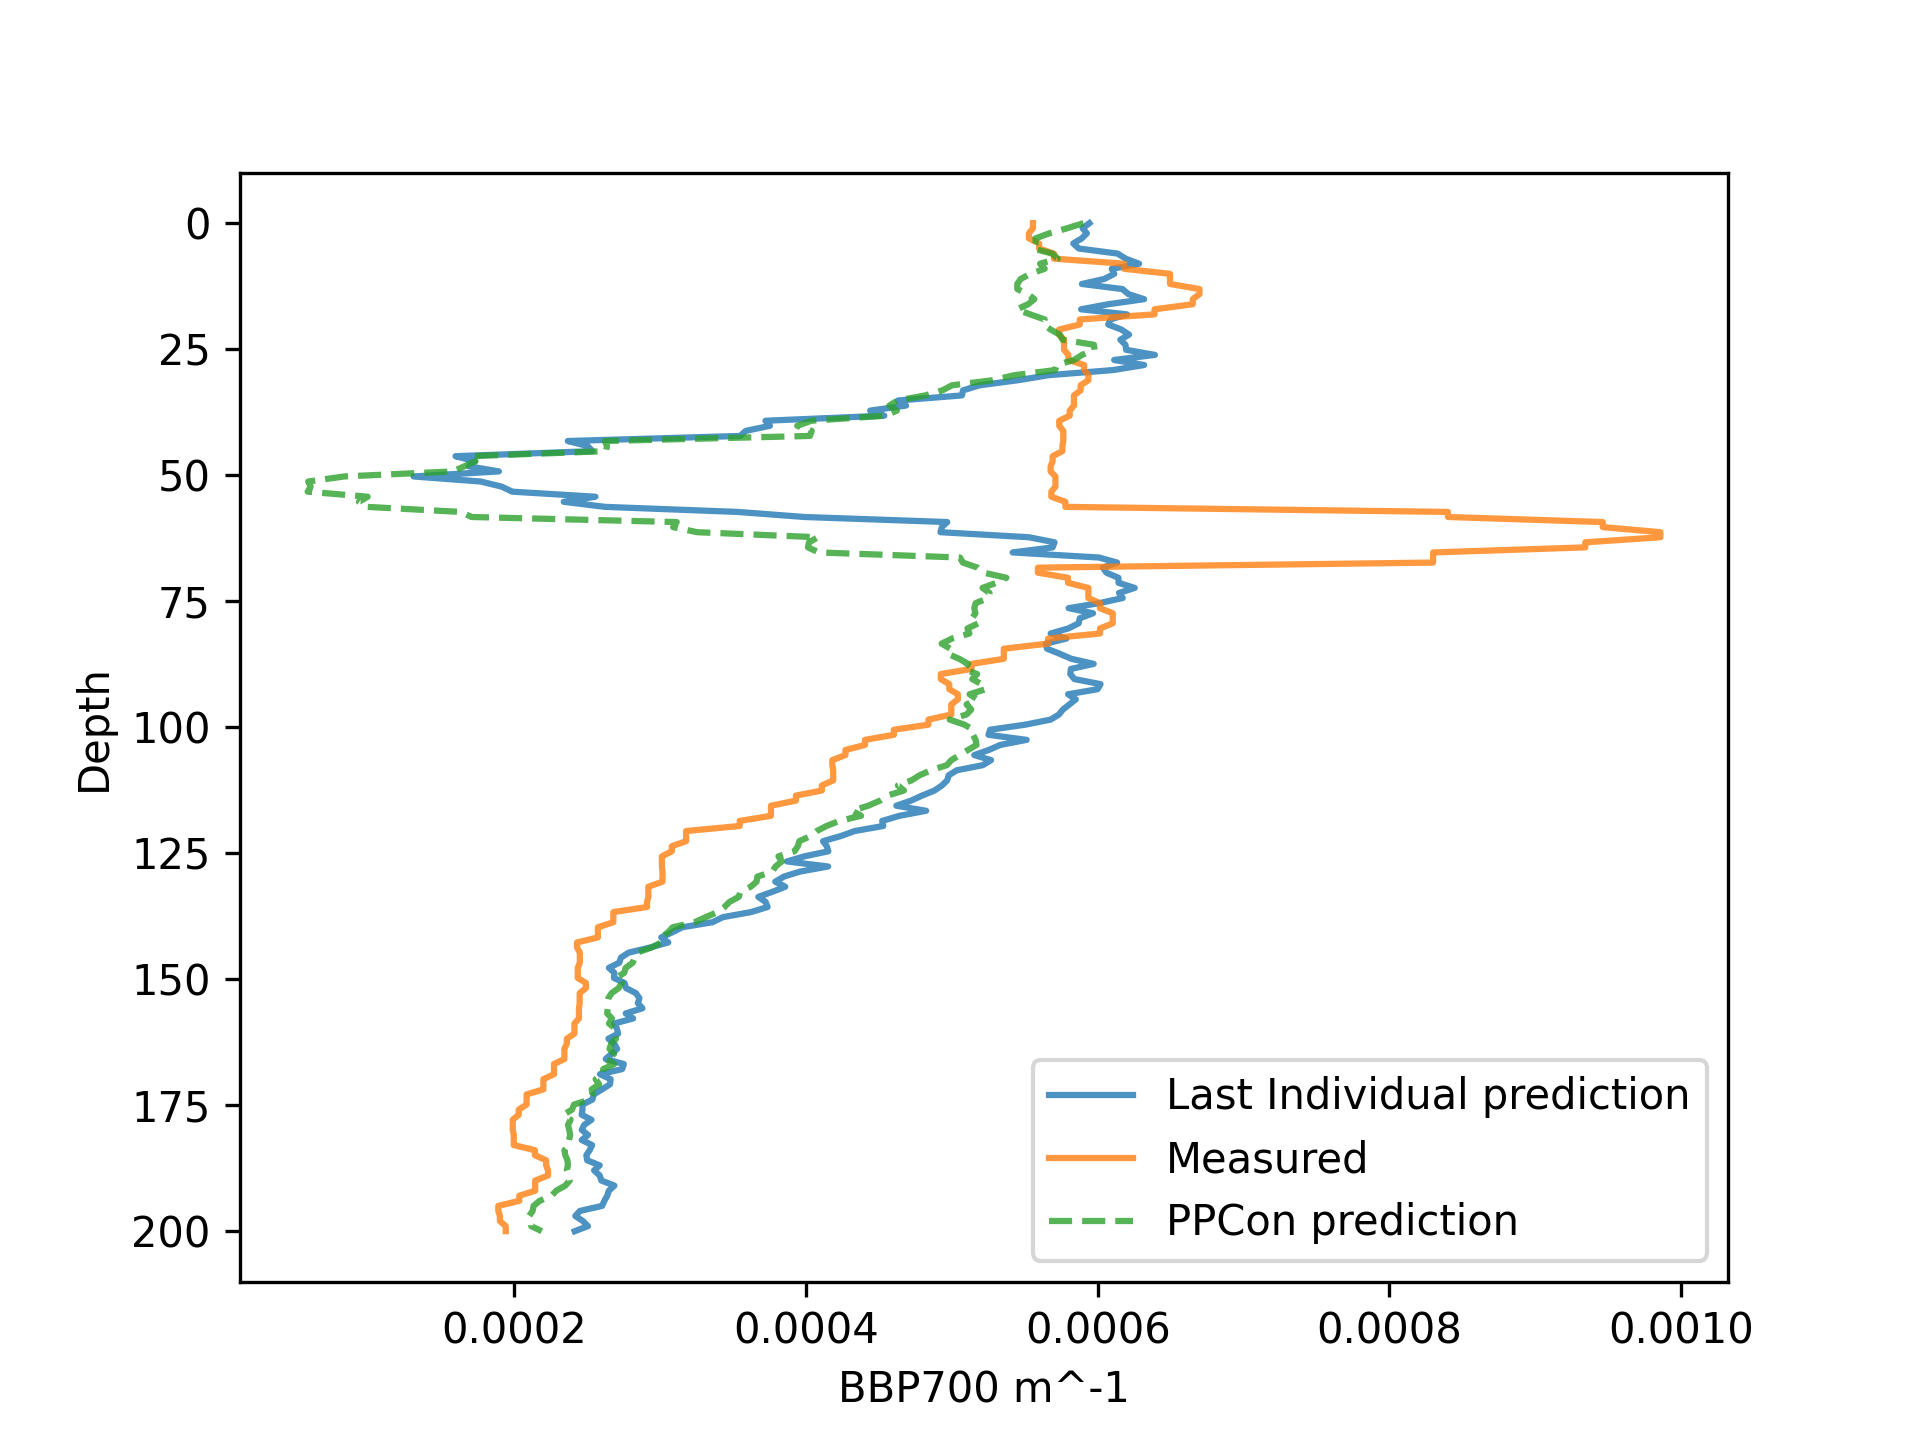 0
25
50
75
100
125
150
175
200
Depth
0.0002 0.0004 0.0006 0.0008 0.0010
BBP700 m^-1
Last Individual prediction
Measured
PPCon prediction